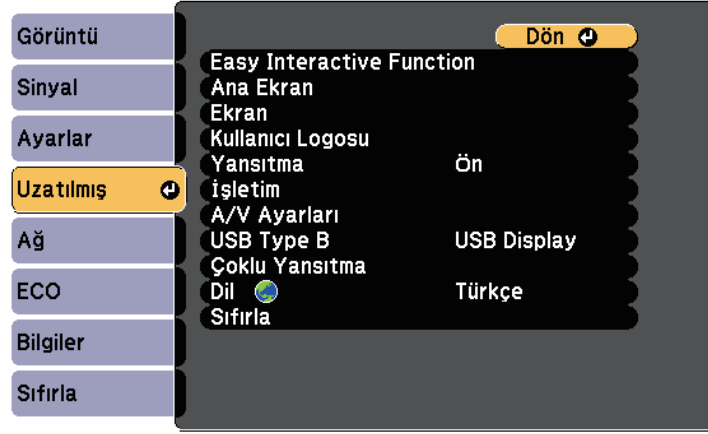 Görüntü
Sinyal
Ayarlar
Uzatılmış
Ağ
ECO
Bilgiler
Sıfırla
Dön
Easy Interactive Function
Ana Ekran
Ekran
Kullanıcı Logosu
Yansıtma Ön
İşletim
A/V Ayarları
USB Type B USB Display
Çoklu Yansıtma
Dil Türkçe
Sıfırla